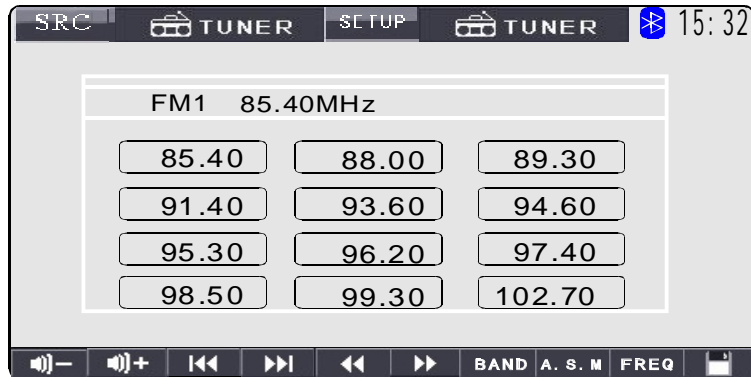 SRC TUNER SETUP TUNER 15:32
FM1 85.40MHz
85.40 88.00 89.30
91.40 93.60 94.60
95.30 96.20 97.40
98.50 99.30 102.70
BAND A.S.M FREQ